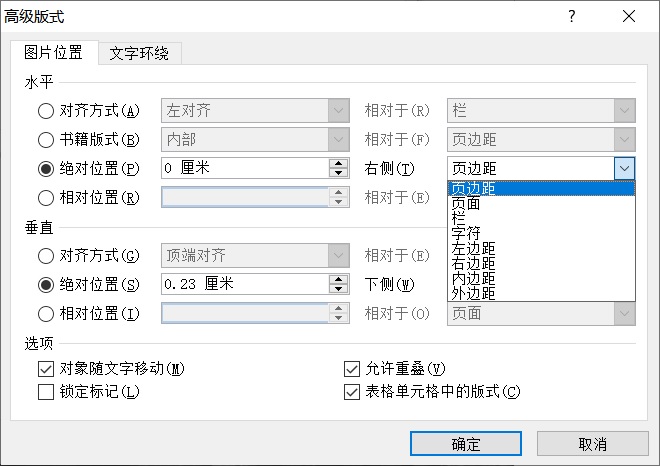 高级版式 ?
图片位置 文字环绕
水平
对齐方式(A) 左对齐 相对于(R) 栏
书籍版式(B) 内部 相对于(F) 页边距
绝对位置(P) 0 厘米 右侧(T) 页边距
相对位置(R) 相对于(E)
页边距
页面
栏
字符
左边距
右边距
内边距
外边距
垂直
对齐方式(G) 顶端对齐 相对于(E)
绝对位置(S) 0.23 厘米 下侧(W)
相对位置(I) 相对于(O) 页面
选项
对象随文字移动(M) 允许重叠(V)
锁定标记(L) 表格单元格中的版式(C)
确定 取消